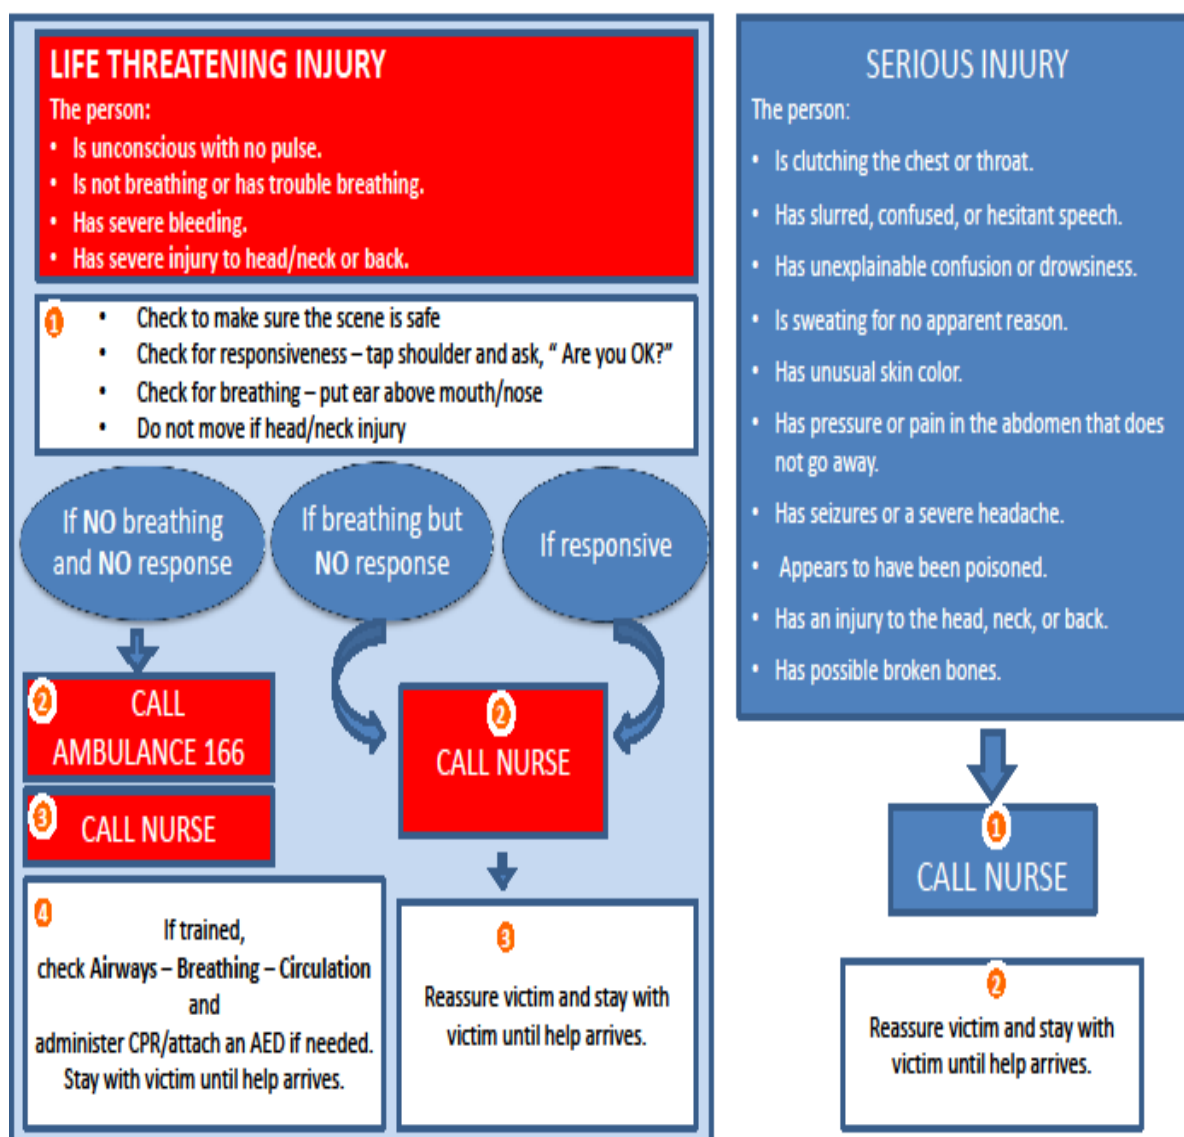 LIFE THREATENING INJURY
The person:
• Is unconscious with no pulse.
• Is not breathing or has trouble breathing.
• Has severe bleeding.
• Has severe injury to head/neck or back.
1
• Check to make sure the scene is safe
• Check for responsiveness – tap shoulder and ask, “ Are you OK?”
• Check for breathing – put ear above mouth/nose
• Do not move if head/neck injury
If NO breathing
and NO response
If breathing but
NO response
If responsive
2
CALL
AMBULANCE 166
3
CALL NURSE
4
If trained,
check Airways – Breathing – Circulation
and
administer CPR/attach an AED if needed.
Stay with victim until help arrives.
2
CALL NURSE
3
Reassure victim and stay with
victim until help arrives.
SERIOUS INJURY
The person:
• Is clutching the chest or throat.
• Has slurred, confused, or hesitant speech.
• Has unexplainable confusion or drowsiness.
• Is sweating for no apparent reason.
• Has unusual skin color.
• Has pressure or pain in the abdomen that does
not go away.
• Has seizures or a severe headache.
• Appears to have been poisoned.
• Has an injury to the head, neck, or back.
• Has possible broken bones.
1
CALL NURSE
2
Reassure victim and stay with
victim until help arrives.